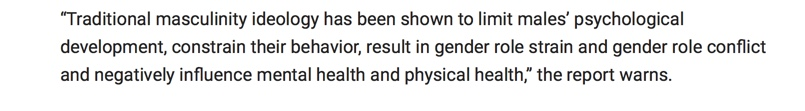 “Traditional masculinity ideology has been shown to limit males’ psychological
development, constrain their behavior, result in gender role strain and gender role conflict
and negatively influence mental health and physical health,” the report warns.